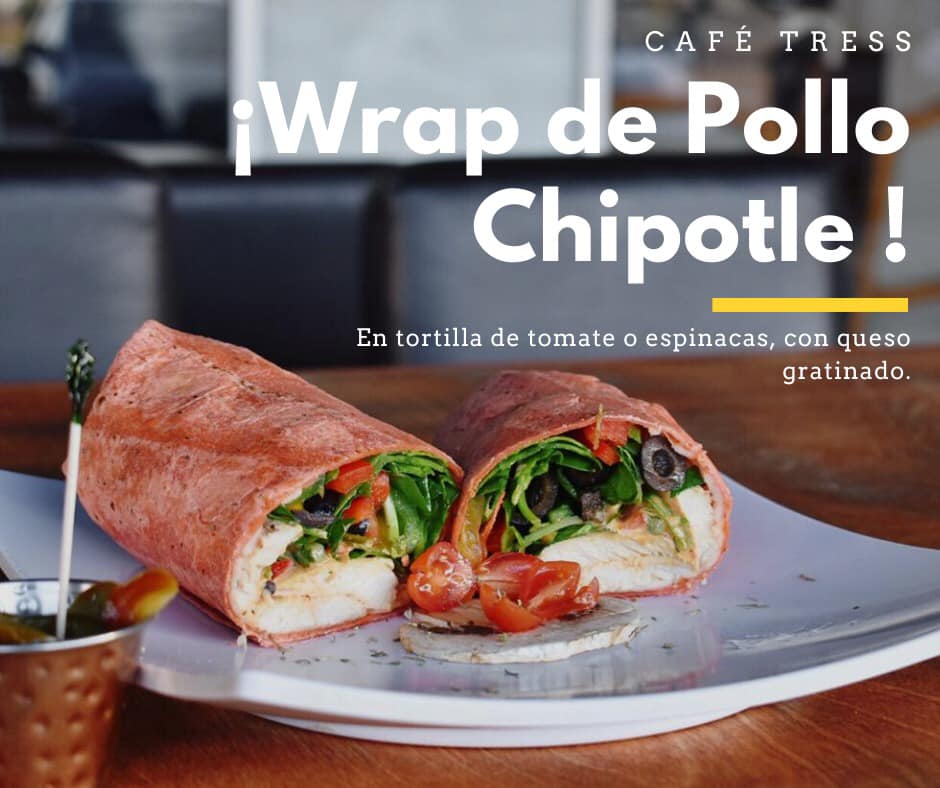 CAFÉ TRESS
¡Wrap de Pollo
Chipotle !
En tortilla de tomate o espinacas, con queso
gratinado.